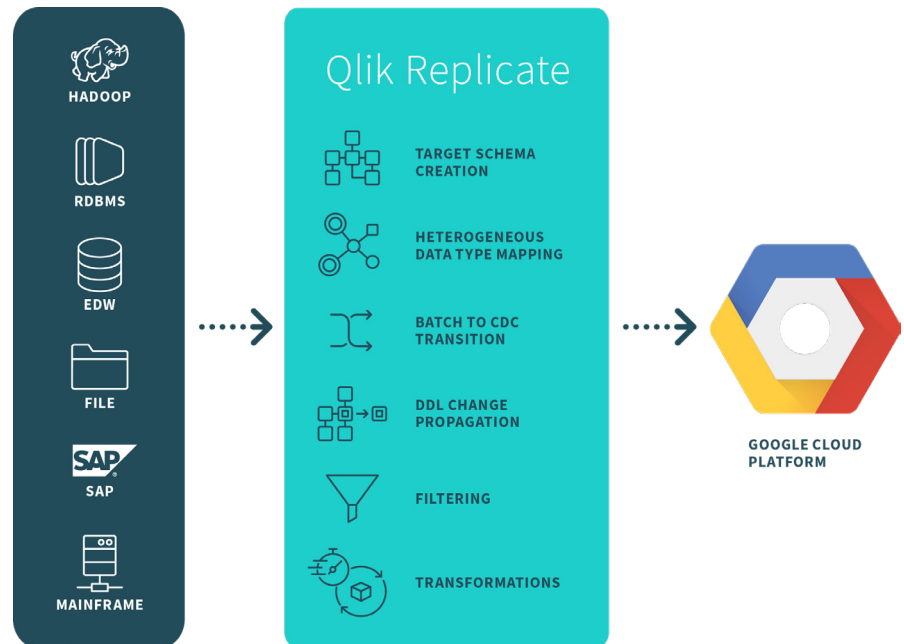 HADOOP
RDBMS
EDW
FILE
SAP
SAP
MAINFRAME
Qlik Replicate
TARGET SCHEMA
CREATION
HETEROGENEOUS
DATA TYPE MAPPING
BATCH TO CDC
TRANSITION
DDL CHANGE
PROPAGATION
FILTERING
TRANSFORMATIONS
GOOGLE CLOUD
PLATFORM